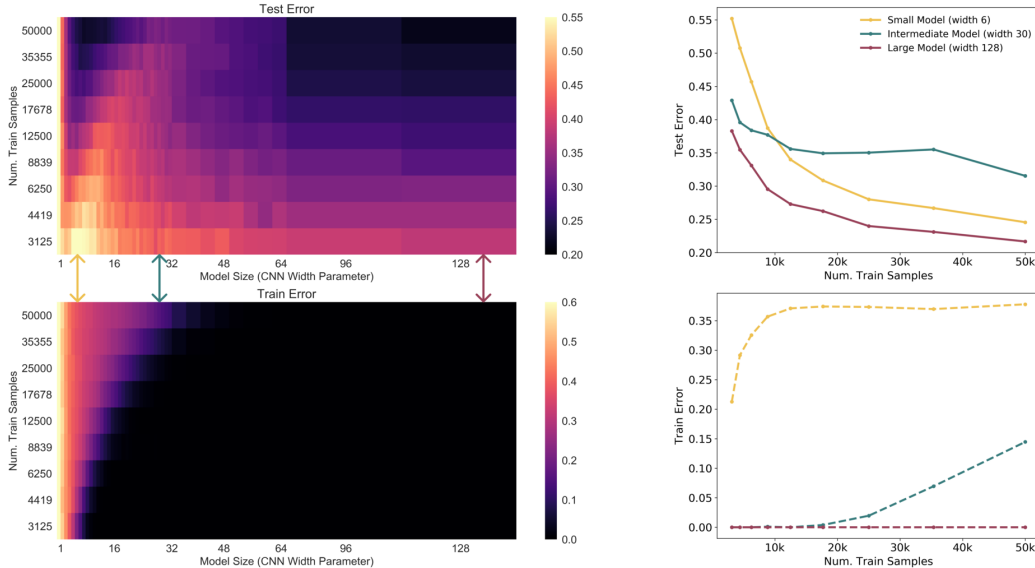 Test Error
Num. Train Samples
50000
35355
25000
17678
12500
8839
6250
4419
3125
1 16 32 48 64 96 128
Model Size (CNN Width Parameter)
0.55
0.50
0.45
0.40
0.35
0.30
0.25
0.20
Test Error
0.55
0.50
0.45
0.40
0.35
0.30
0.25
0.20
Small Model (width 6)
Intermediate Model (width 30)
Large Model (width 128)
10k 20k 30k 40k 50k
Num. Train Samples
Train Error
Num. Train Samples
50000
35355
25000
17678
12500
8839
6250
4419
3125
1 16 32 48 64 96 128
Model Size (CNN Width Parameter)
0.6
0.5
0.4
0.3
0.2
0.1
0.0
Train Error
0.35
0.30
0.25
0.20
0.15
0.10
0.05
0.00
10k 20k 30k 40k 50k
Num. Train Samples